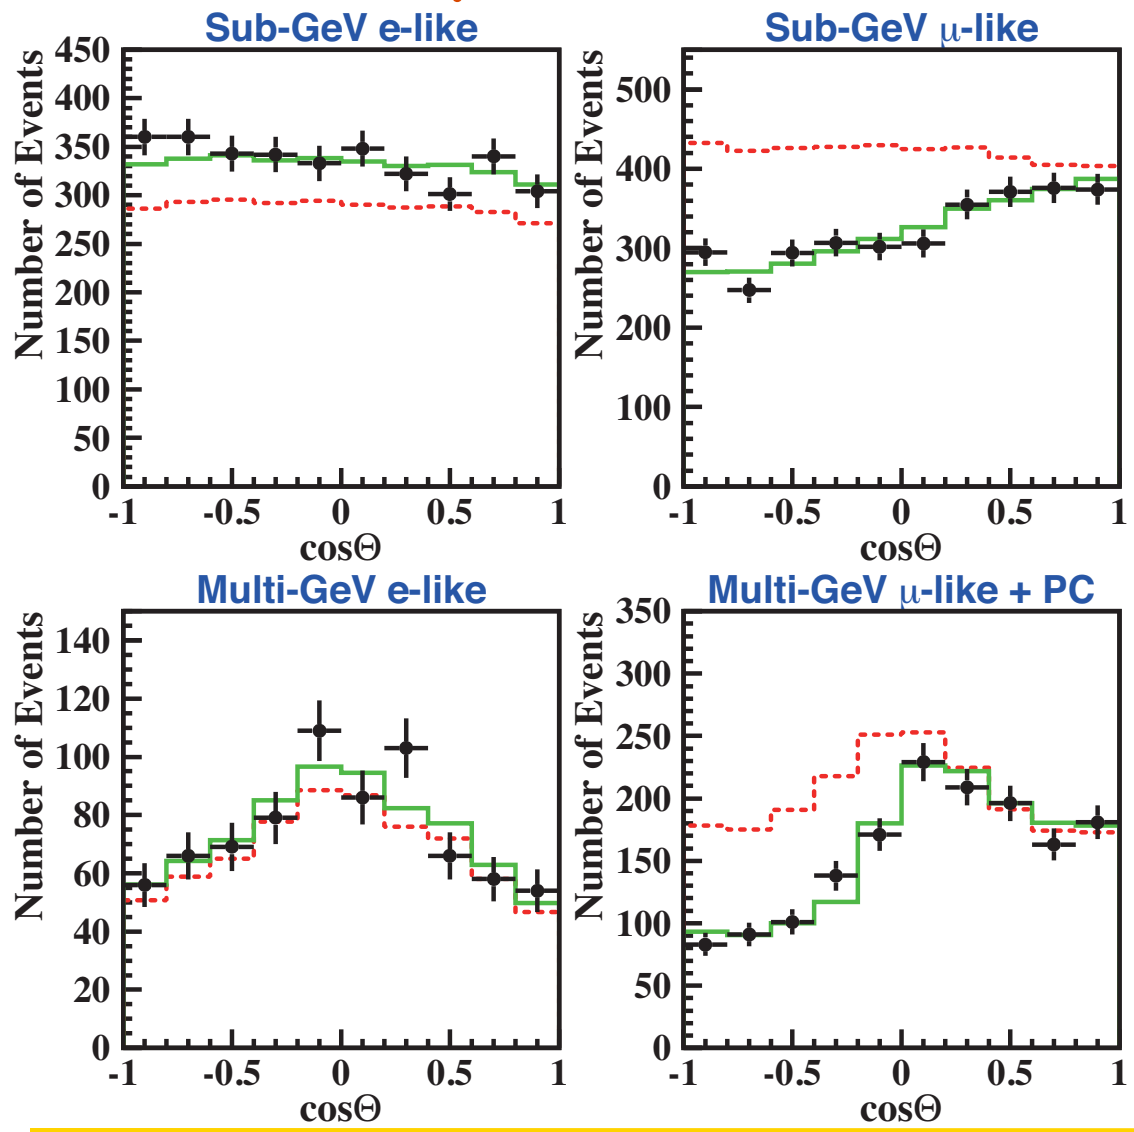 Sub-GeV e-like
Number of Events
450
400
350
300
250
200
150
100
50
0
-1 -0.5 0 0.5 1
cosΘ
Sub-GeV μ-like
Number of Events
500
400
300
200
100
0
-1 -0.5 0 0.5 1
cosΘ
Multi-GeV e-like
Number of Events
140
120
100
80
60
40
20
0
-1 -0.5 0 0.5 1
cosΘ
Multi-GeV μ-like + PC
Number of Events
350
300
250
200
150
100
50
0
-1 -0.5 0 0.5 1
cosΘ